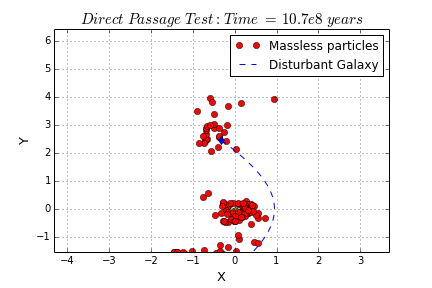 Direct Passage Test : Time = 10.7e8 years
Massless particles
Disturbant Galaxy
Y
6
5
4
3
2
1
0
−1
−4 −3 −2 −1 0 1 2 3
X